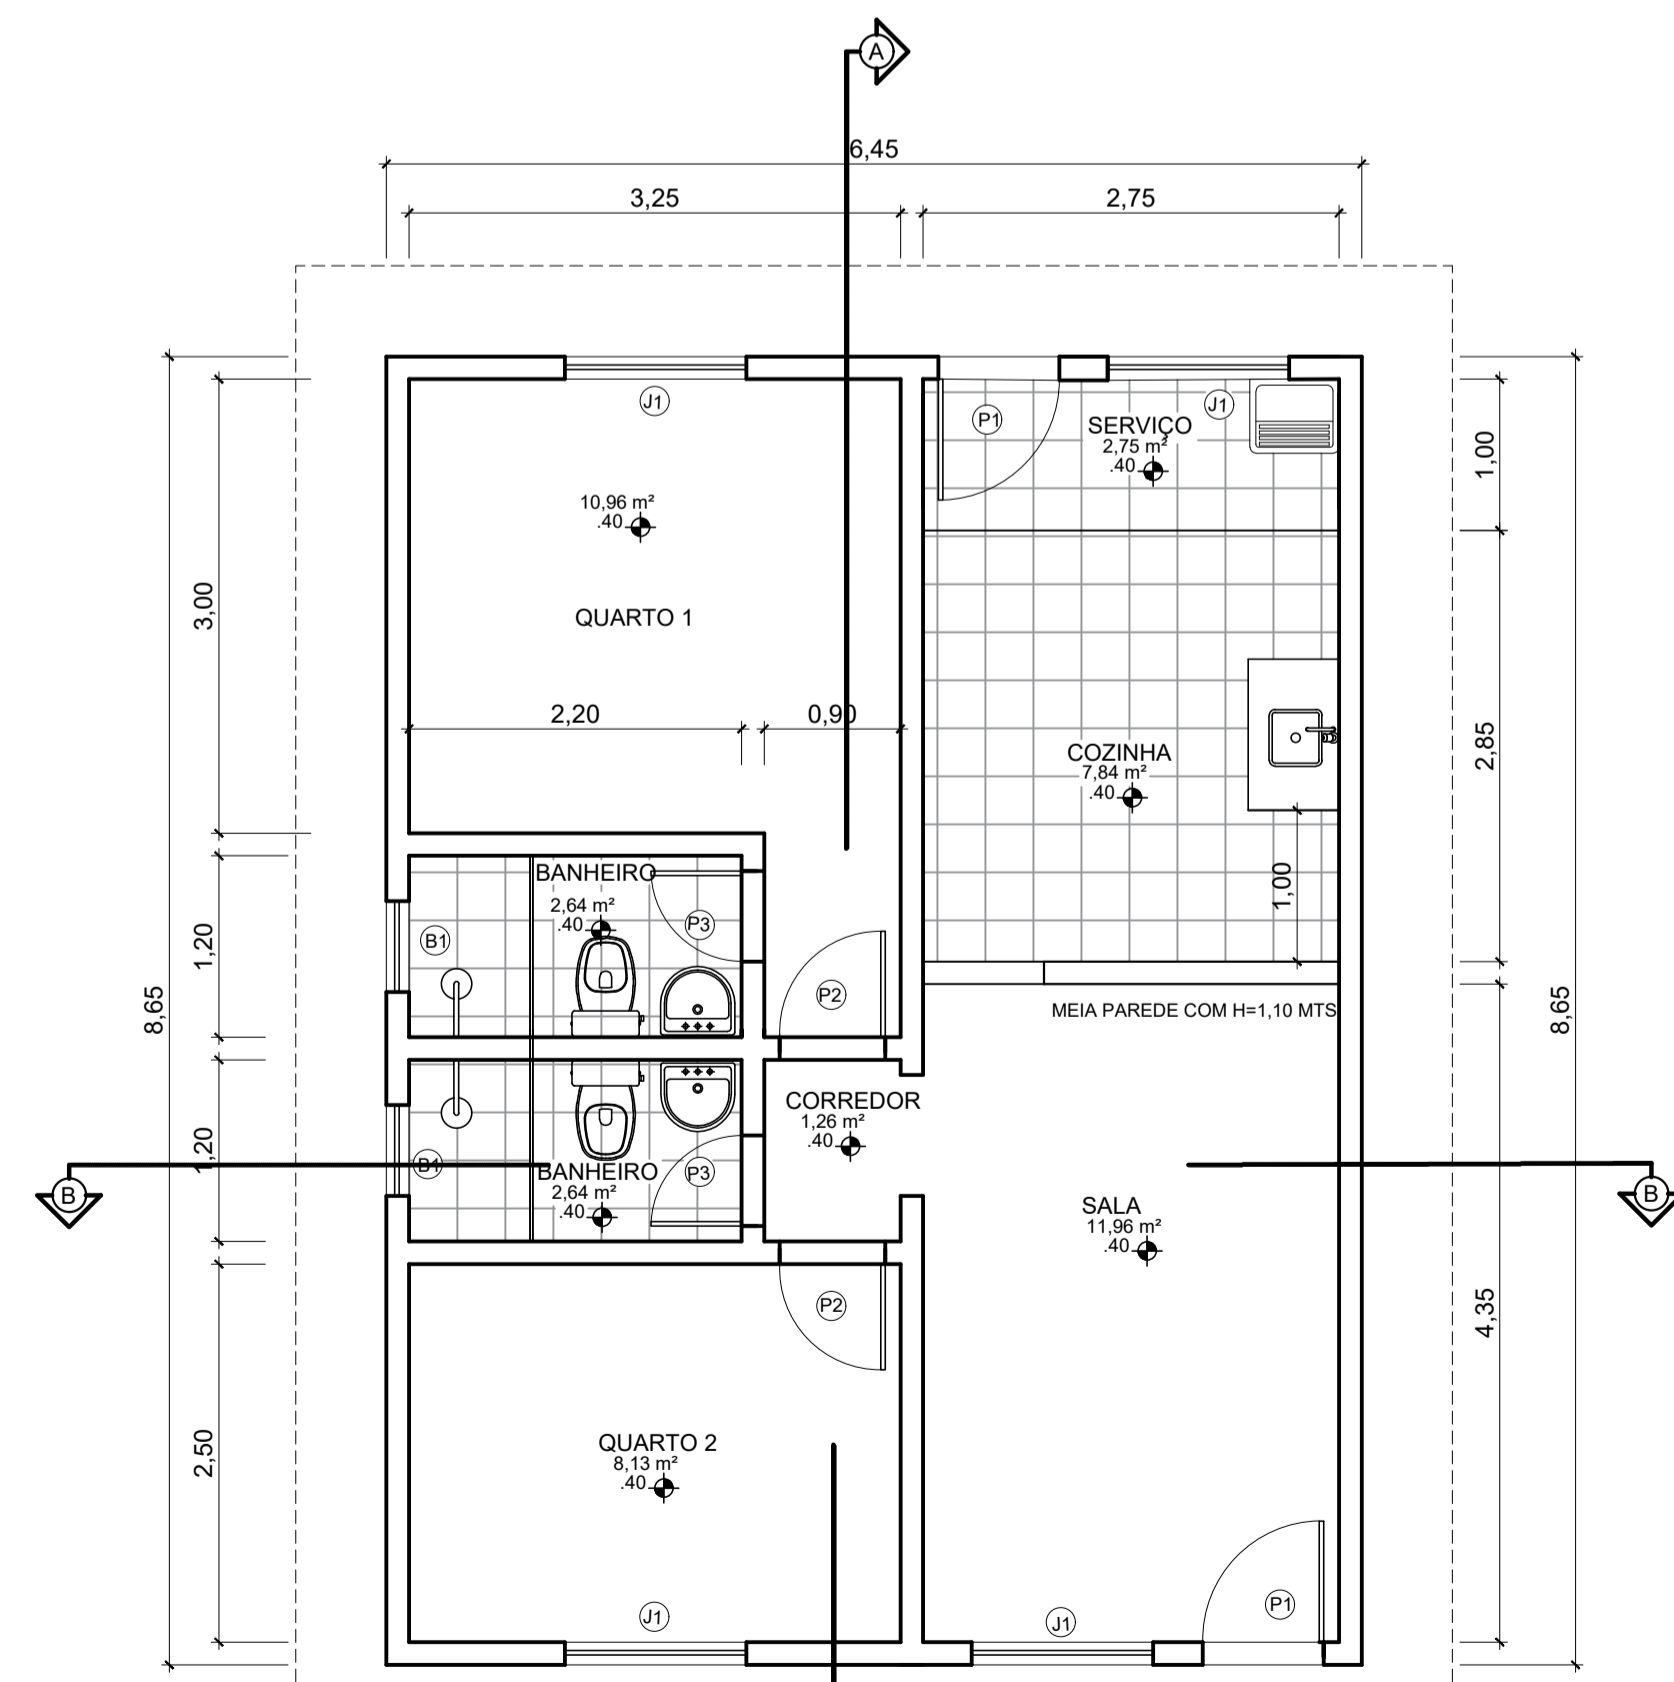 A
6,45
3,25
2,75
J1
P1
J1
SERVIÇO
2,75 m²
.40
1,00
10,96 m²
.40
QUARTO 1
3,00
2,20
0,90
COZINHA
7,84 m²
.40
2,85
1,00
BANHEIRO
2,64 m²
.40
P3
B1
1,20
P2
8,65
MEIA PAREDE COM H=1,10 MTS
8,65
CORREDOR
1,26 m²
.40
1,20
B
B1
BANHEIRO
2,64 m²
.40
P3
B
SALA
11,96 m²
.40
P2
4,35
QUARTO 2
8,13 m²
.40
2,50
J1
J1
P1